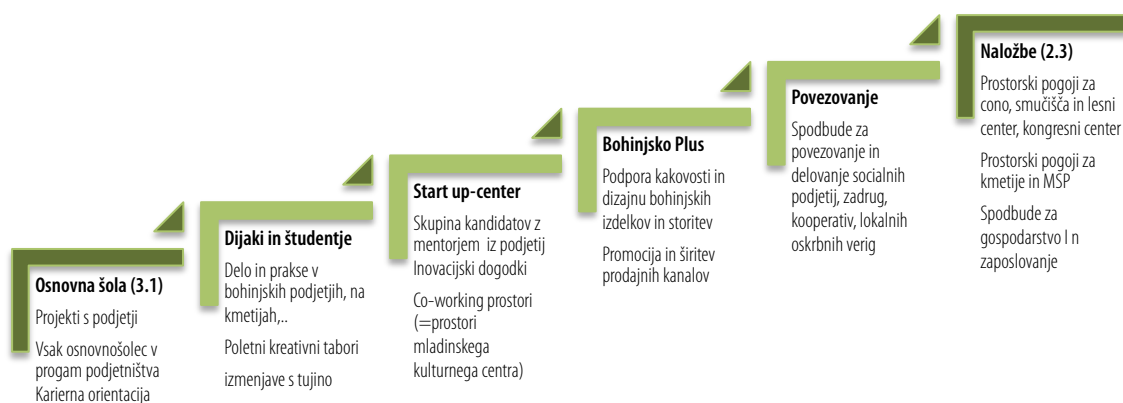 Osnovna šola (3.1)
Projekti s podjetji
Vsak osnovnošolec v
progam podjetništva
Karierna orientacija
Dijaki in študentje
Delo in prakse v
bohinjskih podjetjih, na
kmetijah,..
Poletni kreativni tabori
izmenjave s tujino
Start up-center
Skupina kandidatov z
mentorjem iz podjetij
Inovacijski dogodki
Co-working prostori
(=prostori
mladinskega
kulturnega centra)
Bohinjsko Plus
Podpora kakovosti in
dizajnu bohinjskih
izdelkov in storitev
Promocija in širitev
prodajnih kanalov
Povezovanje
Spodbude za
povezovanje in
delovanje socialnih
podjetij, zadrug,
kooperativ, lokalnih
oskrbnih verig
Naložbe (2.3)
Prostorski pogoji za
cono, smučišča in lesni
center, kongresni center
Prostorski pogoji za
kmetije in MSP
Spodbude za
gospodarstvo l n
zaposlovanje